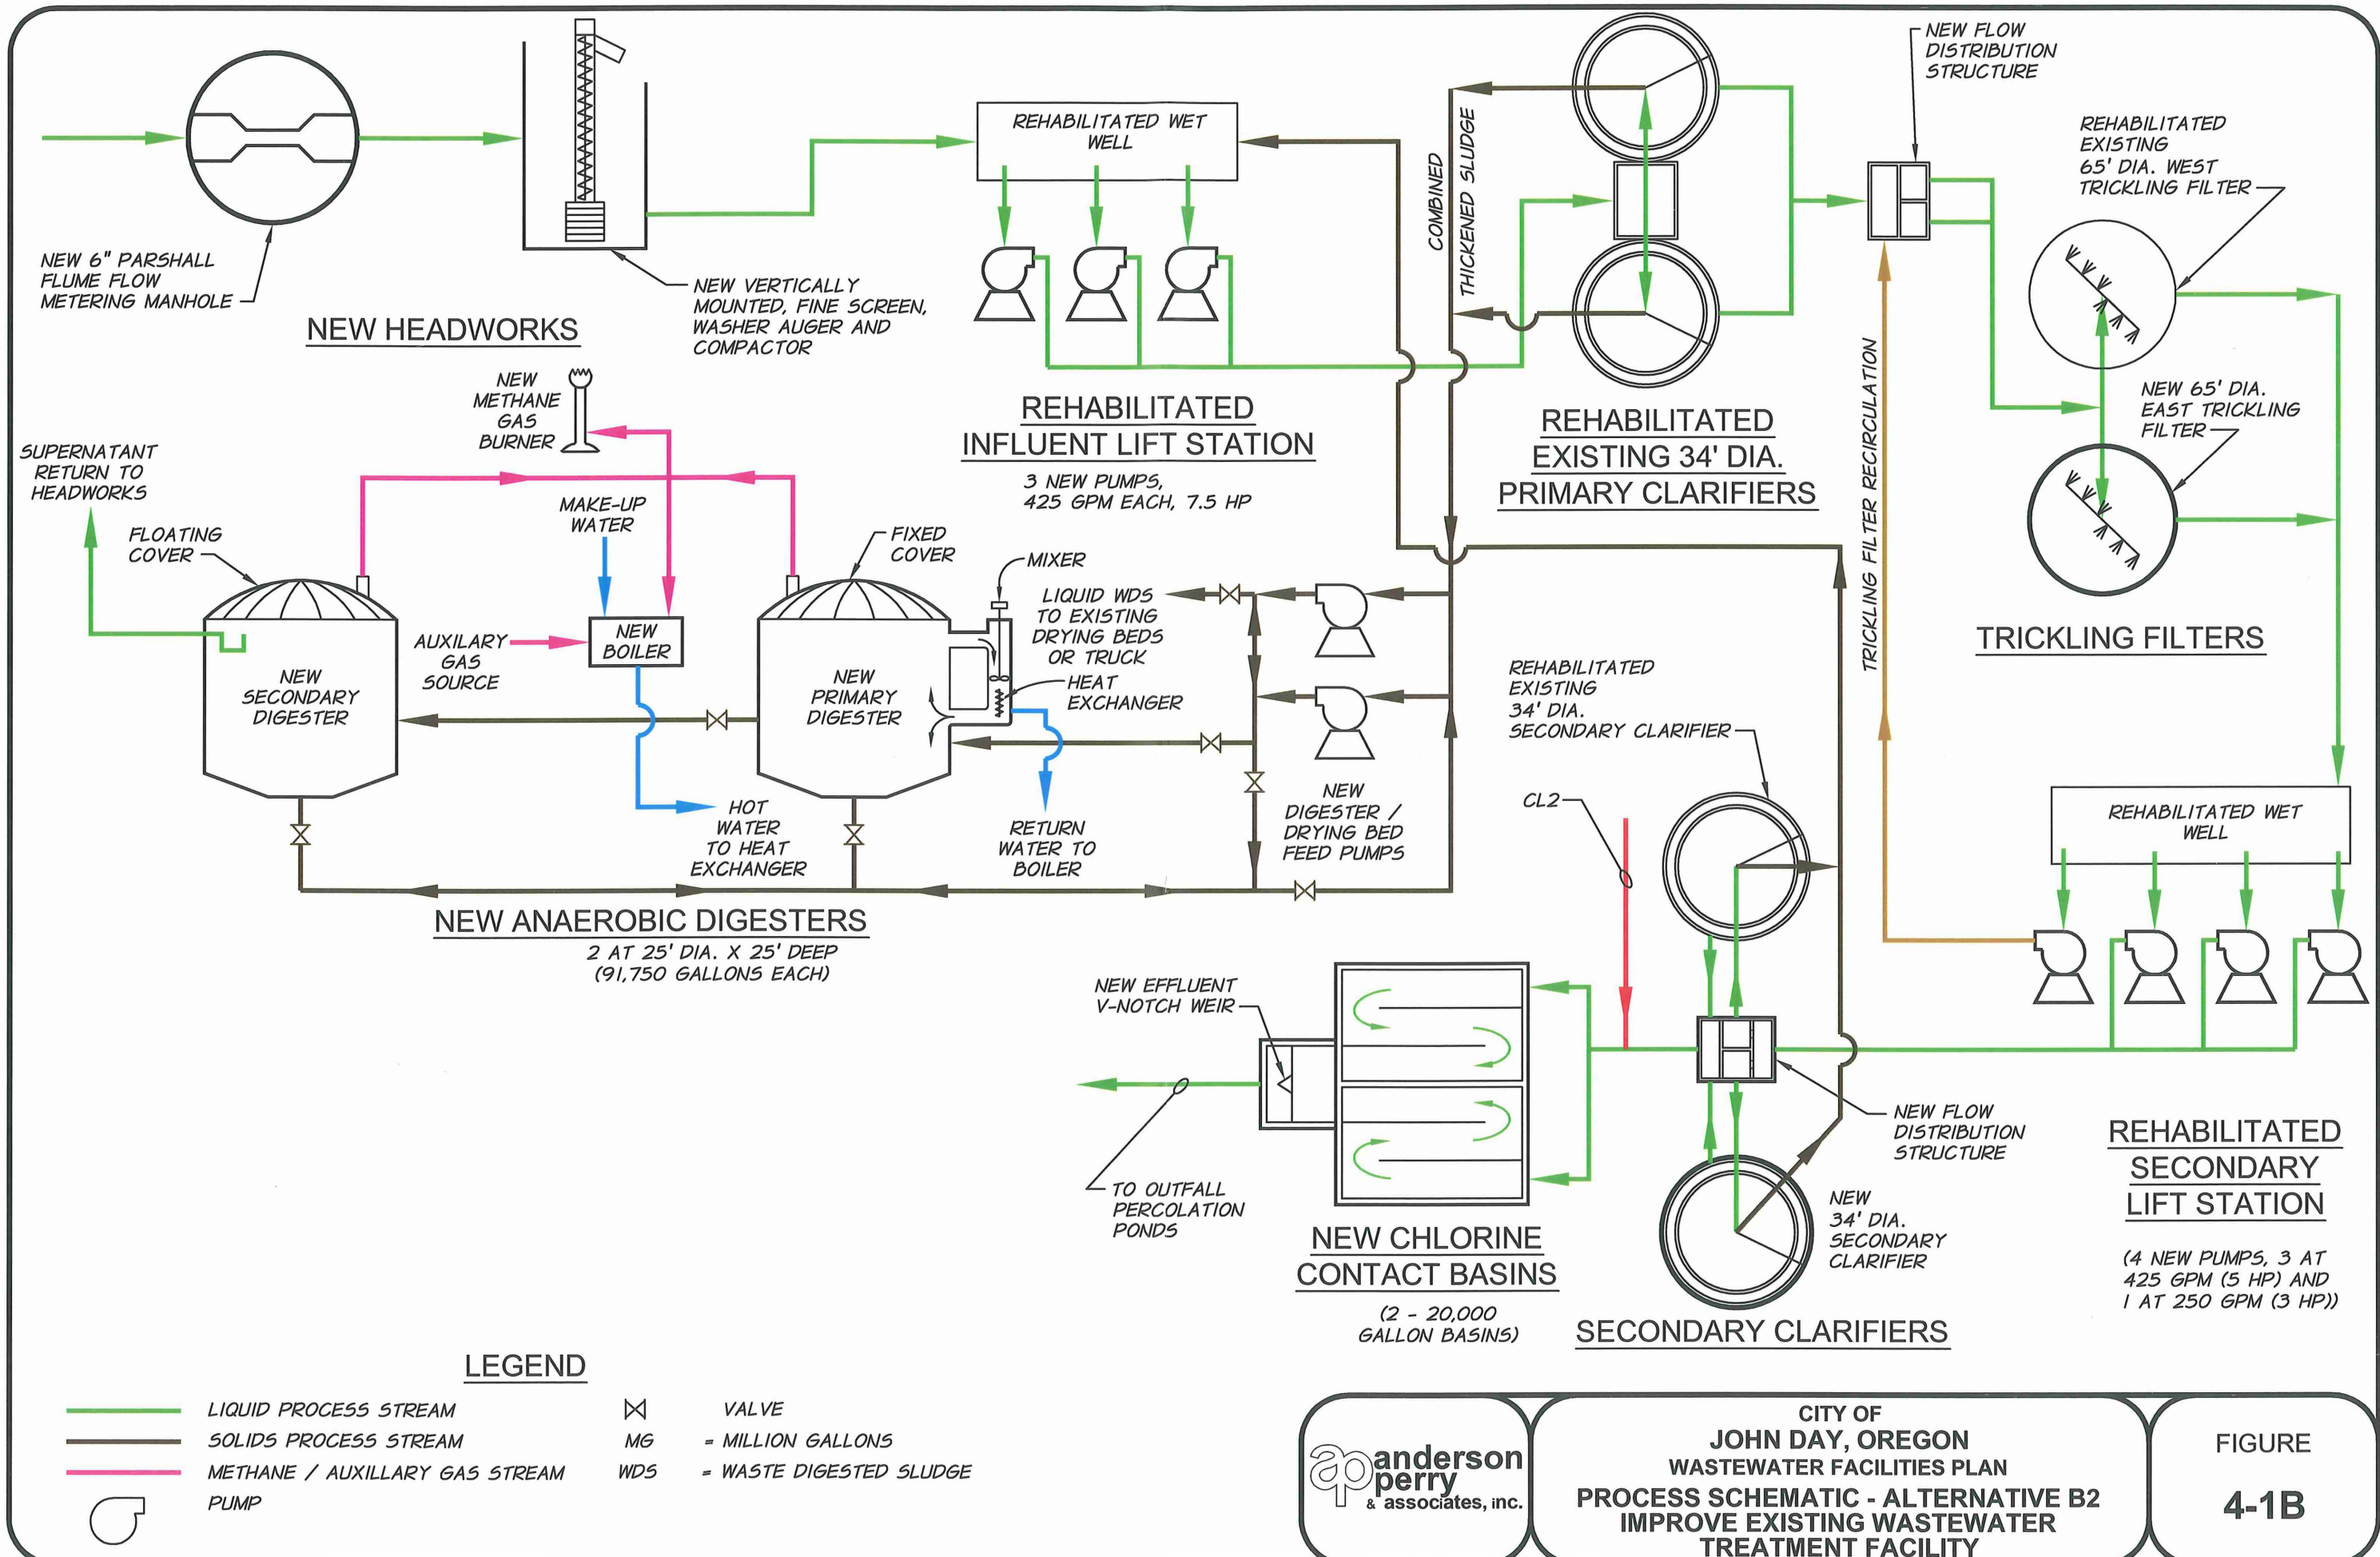 NEW 6" PARSHALL
FLUME FLOW
METERING MANHOLE
NEW HEADWORKS
NEW VERTICALLY
MOUNTED, FINE SCREEN,
WASHER AUGER AND
COMPACTOR
REHABILITATED WET
WELL
REHABILITATED
INFLUENT LIFT STATION
3 NEW PUMPS,
425 GPM EACH, 7.5 HP
COMBINED
THICKENED SLUDGE
REHABILITATED
EXISTING 34' DIA.
PRIMARY CLARIFIERS
NEW FLOW
DISTRIBUTION
STRUCTURE
REHABILITATED
EXISTING
65' DIA. WEST
TRICKLING FILTER
NEW 65' DIA.
EAST TRICKLING
FILTER
TRICKLING FILTERS
TRICKLING FILTER RECIRCULATION
NEW
METHANE
GAS
BURNER
SUPERNATANT
RETURN TO
HEADWORKS
FLOATING
COVER
MAKE-UP
WATER
FIXED
COVER
MIXER
AUXILARY
GAS
SOURCE
NEW
BOILER
NEW
SECONDARY
DIGESTER
NEW
PRIMARY
DIGESTER
LIQUID WDS
TO EXISTING
DRYING BEDS
OR TRUCK
HEAT
EXCHANGER
HOT
WATER
TO HEAT
EXCHANGER
RETURN
WATER TO
BOILER
NEW
DIGESTER /
DRYING BED
FEED PUMPS
NEW ANAEROBIC DIGESTERS
2 AT 25' DIA. X 25' DEEP
(91,750 GALLONS EACH)
REHABILITATED
EXISTING
34' DIA.
SECONDARY CLARIFIER
CL2
REHABILITATED WET
WELL
NEW EFFLUENT
V-NOTCH WEIR
TO OUTFALL
PERCOLATION
PONDS
NEW CHLORINE
CONTACT BASINS
(2 - 20,000
GALLON BASINS)
NEW FLOW
DISTRIBUTION
STRUCTURE
NEW
34' DIA.
SECONDARY
CLARIFIER
SECONDARY CLARIFIERS
REHABILITATED
SECONDARY
LIFT STATION
(4 NEW PUMPS, 3 AT
425 GPM (5 HP) AND
1 AT 250 GPM (3 HP))
LEGEND
LIQUID PROCESS STREAM
SOLIDS PROCESS STREAM
METHANE / AUXILLARY GAS STREAM
PUMP
VALVE
MG = MILLION GALLONS
WDS = WASTE DIGESTED SLUDGE
ap anderson
perry
& associates, inc.
CITY OF
JOHN DAY, OREGON
WASTEWATER FACILITIES PLAN
PROCESS SCHEMATIC - ALTERNATIVE B2
IMPROVE EXISTING WASTEWATER
TREATMENT FACILITY
FIGURE
4-1B